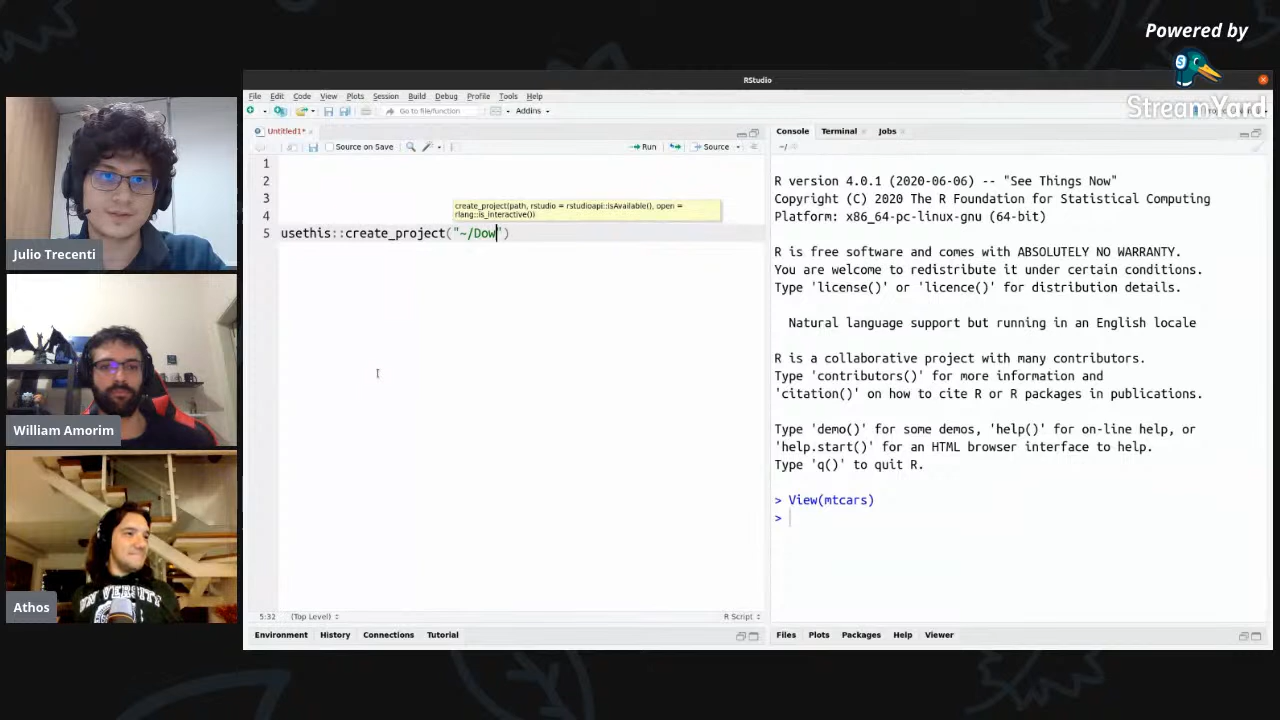 Powered by
StreamYard
RStudio
File Edit Code View Plots Session Build Debug Profile Tools Help
Go to file/function Addins
Untitled1*
Source on Save Run Source
1
2
3
4
create_project(path, rstudio = rstudioapi::isAvailable(), open =
rlang::is_interactive())
5 usethis::create_project("~/Dow")
5:32 (Top Level) R Script
Environment History Connections Tutorial
Console Terminal Jobs
~/
R version 4.0.1 (2020-06-06) -- "See Things Now"
Copyright (C) 2020 The R Foundation for Statistical Computing
Platform: x86_64-pc-linux-gnu (64-bit)
R is free software and comes with ABSOLUTELY NO WARRANTY.
You are welcome to redistribute it under certain conditions.
Type 'license()' or 'licence()' for distribution details.
Natural language support but running in an English locale
R is a collaborative project with many contributors.
Type 'contributors()' for more information and
'citation()' on how to cite R or R packages in publications.
Type 'demo()' for some demos, 'help()' for on-line help, or
'help.start()' for an HTML browser interface to help.
Type 'q()' to quit R.
> View(mtcars)
>
Files Plots Packages Help Viewer
Julio Trecenti
William Amorim
Athos
UNIVERSITY